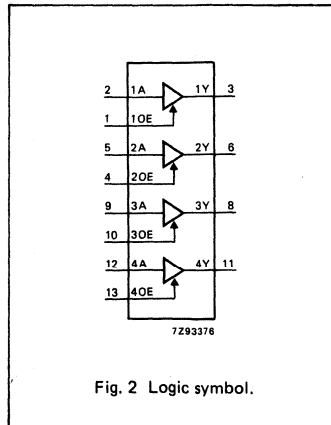 2 1A 1Y 3
1 1OE
5 2A 2Y 6
4 2OE
9 3A 3Y 8
10 3OE
12 4A 4Y 11
13 4OE
7Z93376
Fig. 2 Logic symbol.